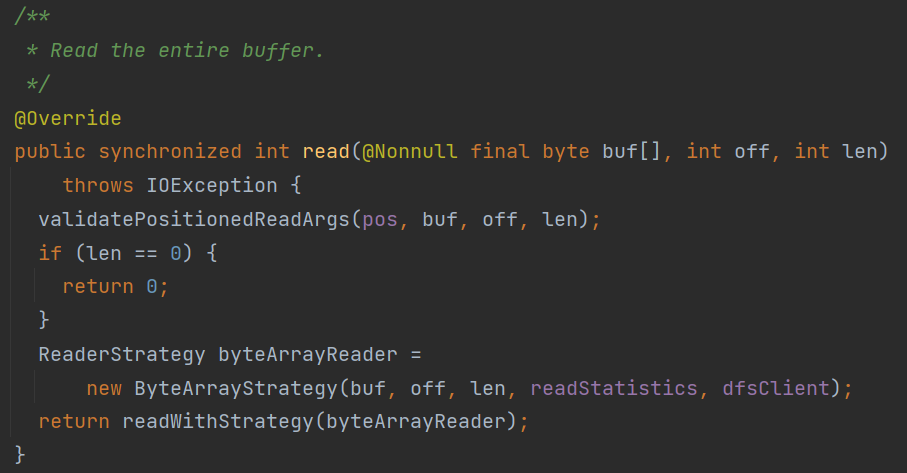 /**
 * Read the entire buffer.
 */
@Override
public synchronized int read(@Nonnull final byte buf[], int off, int len)
    throws IOException {
  validatePositionedReadArgs(pos, buf, off, len);
  if (len == 0) {
    return 0;
  }
  ReaderStrategy byteArrayReader =
      new ByteArrayStrategy(buf, off, len, readStatistics, dfsClient);
  return readWithStrategy(byteArrayReader);
}